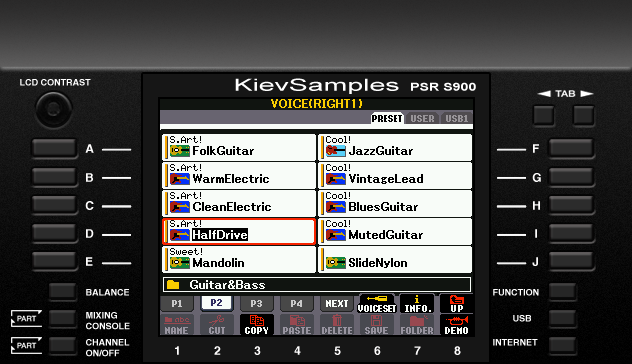 LCD CONTRAST
KievSamples PSR S900
◄ TAB ►
VOICE(RIGHT1)
PRESET USER USB1
A
S.Art!
FolkGuitar
Cool!
JazzGuitar
F
B
S.Art!
WarmElectric
Cool!
VintageLead
G
C
S.Art!
CleanElectric
Cool!
BluesGuitar
H
D
S.Art!
HalfDrive
Cool!
MutedGuitar
I
E
Sweet!
Mandolin
SlideNylon
J
Guitar&Bass
BALANCE
P1 P2 P3 P4 NEXT VOICESET INFO. UP
FUNCTION
PART
MIXING
CONSOLE
NAME CUT COPY PASTE DELETE SAVE FOLDER DEMO
USB
PART
CHANNEL
ON/OFF
1 2 3 4 5 6 7 8
INTERNET